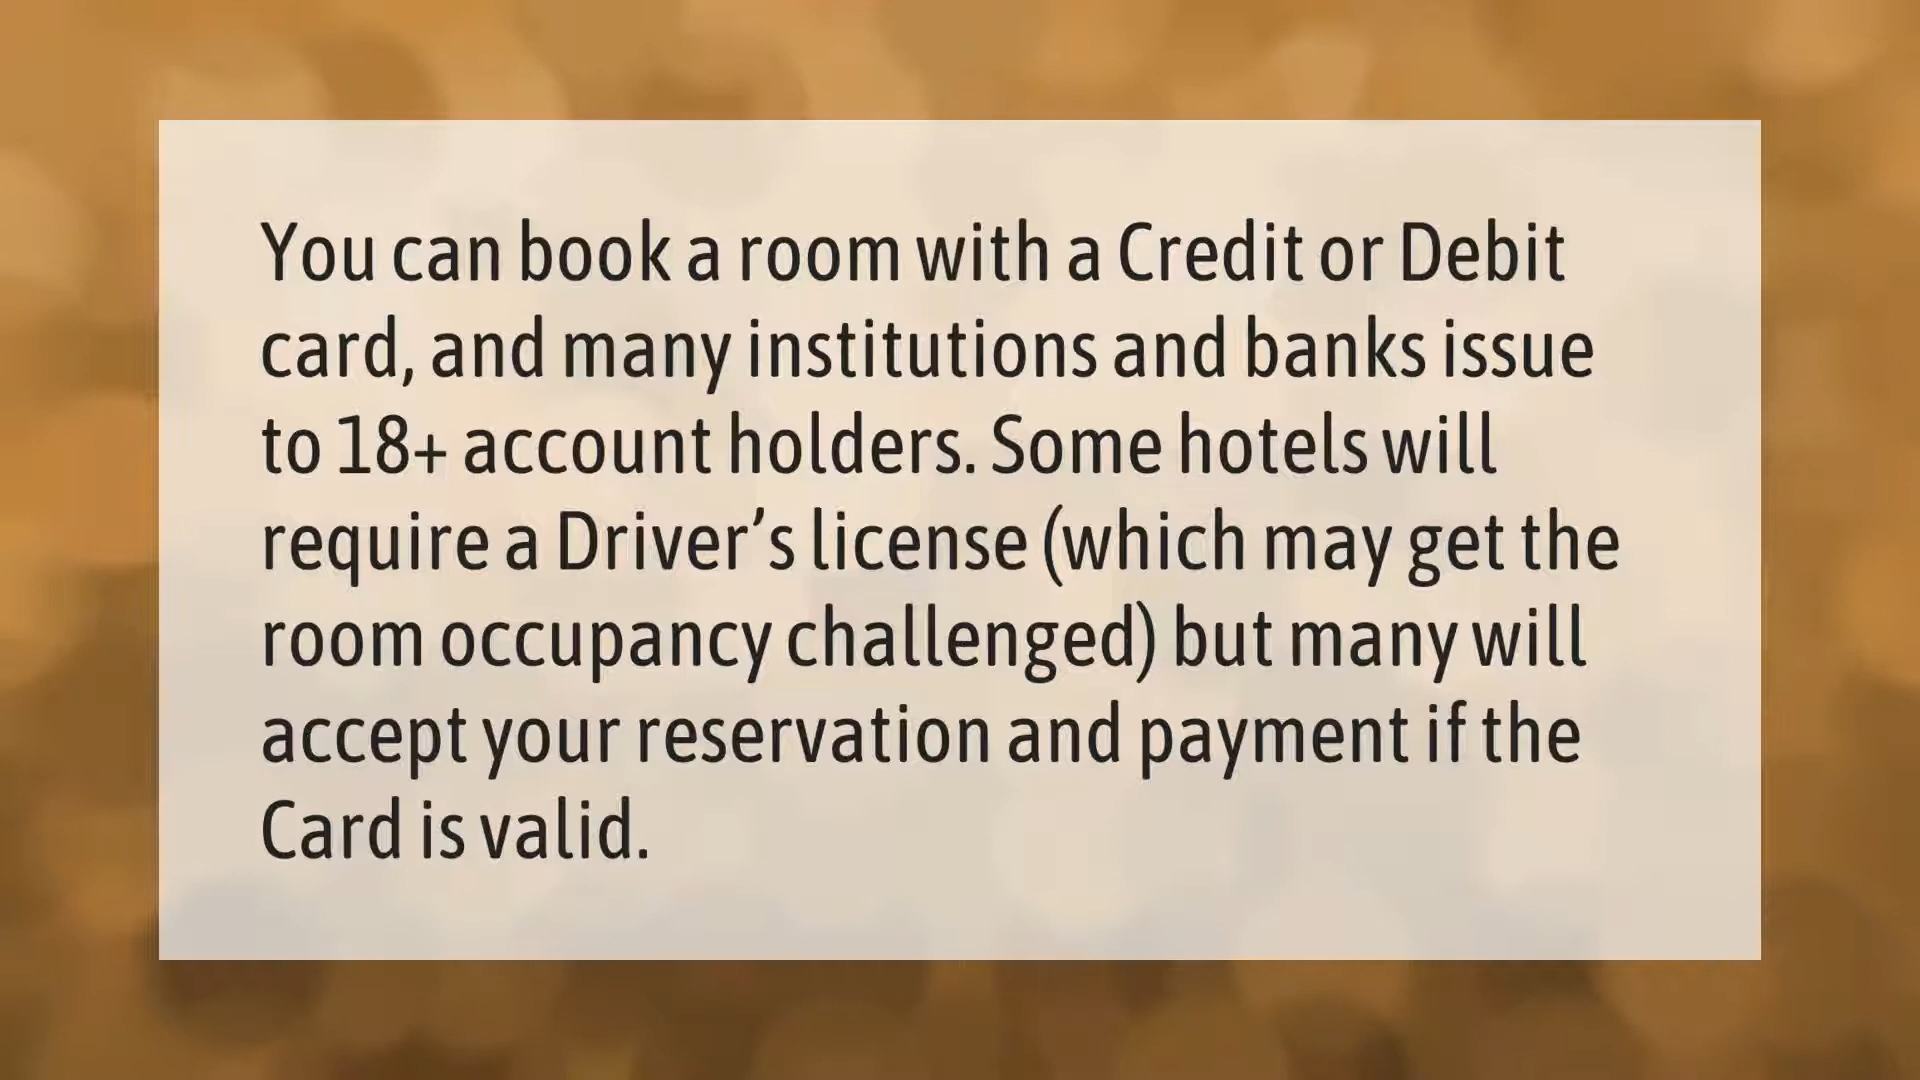 You can book a room with a Credit or Debit
card, and many institutions and banks issue
to 18+ account holders. Some hotels will
require a Driver’s license (which may get the
room occupancy challenged) but many will
accept your reservation and payment if the
Card is valid.